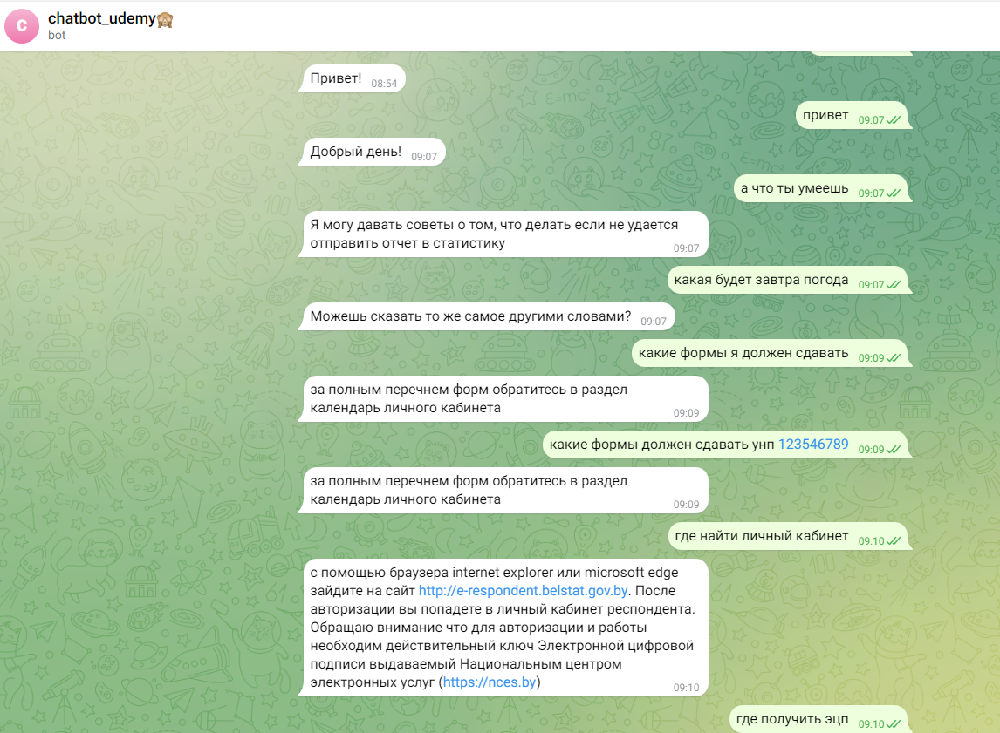 C
chatbot_udemy🙈
bot
Привет! 08:54
привет 09:07
Добрый день! 09:07
а что ты умеешь 09:07
Я могу давать советы о том, что делать если не удается
отправить отчет в статистику 09:07
какая будет завтра погода 09:07
Можешь сказать то же самое другими словами? 09:07
какие формы я должен сдавать 09:09
за полным перечнем форм обратитесь в раздел
календарь личного кабинета 09:09
какие формы должен сдавать унп 123546789 09:09
за полным перечнем форм обратитесь в раздел
календарь личного кабинета 09:09
где найти личный кабинет 09:10
с помощью браузера internet explorer или microsoft edge
зайдите на сайт http://e-respondent.belstat.gov.by. После
авторизации вы попадете в личный кабинет респондента.
Обращаю внимание что для авторизации и работы
необходим действительный ключ Электронной цифровой
подписи выдаваемый Национальным центром
электронных услуг (https://nces.by) 09:10
где получить эцп 09:10